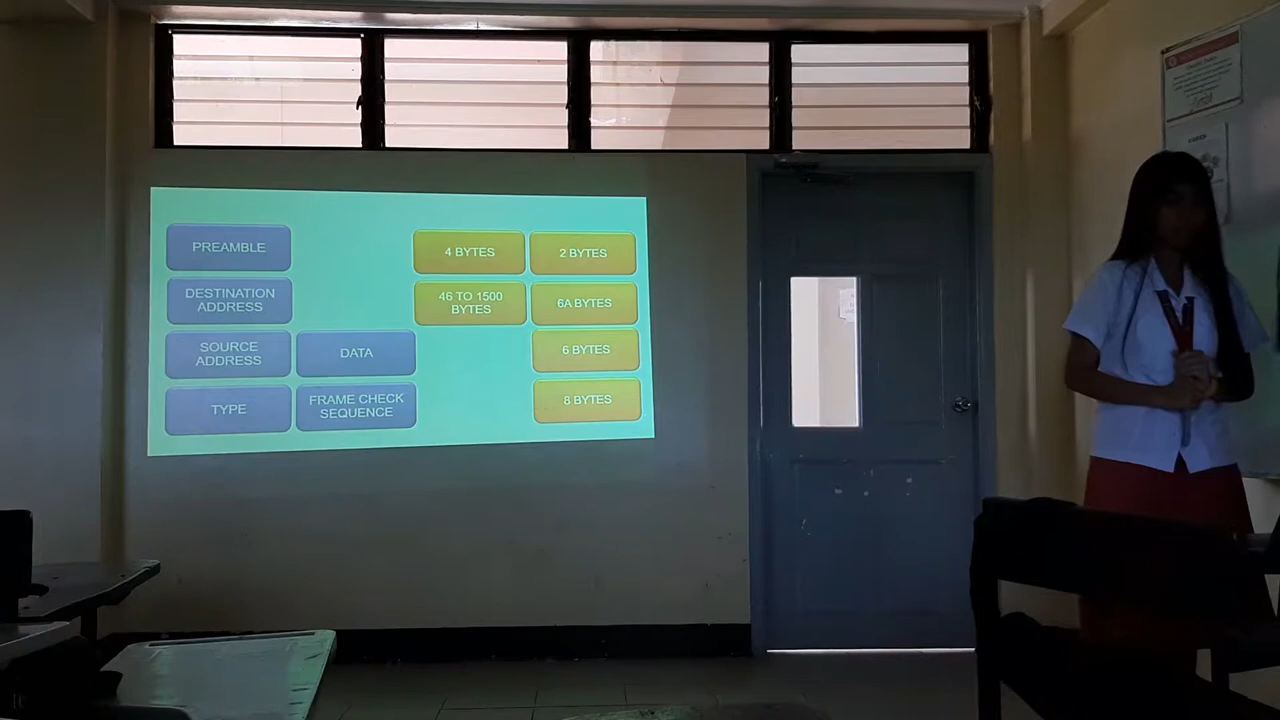 PREAMBLE
4 BYTES
2 BYTES
DESTINATION
ADDRESS
46 TO 1500
BYTES
6A BYTES
SOURCE
ADDRESS
DATA
6 BYTES
TYPE
FRAME CHECK
SEQUENCE
8 BYTES